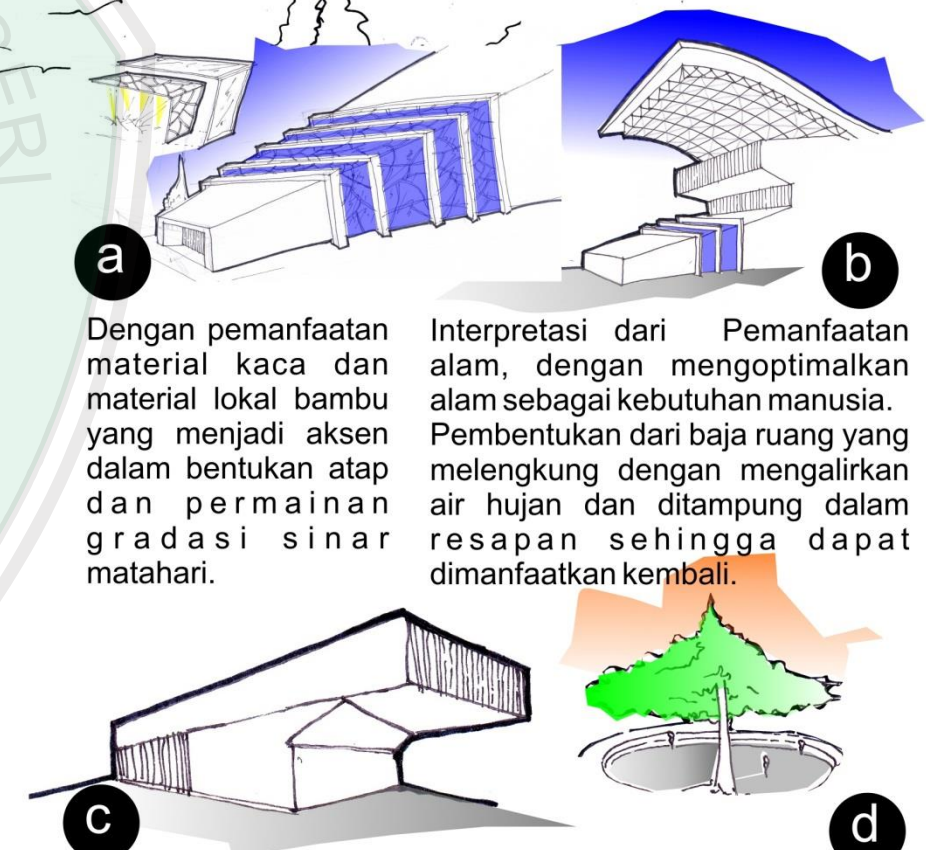 a
b
Dengan pemanfaatan
material kaca dan
material lokal bambu
yang menjadi aksen
dalam bentukan atap
dan permainan
gradasi sinar
matahari.
Interpretasi dari Pemanfaatan
alam, dengan mengoptimalkan
alam sebagai kebutuhan manusia.
Pembentukan dari baja ruang yang
melengkung dengan mengalirkan
air hujan dan ditampung dalam
resapan sehingga dapat
dimanfaatkan kembali.
c
d